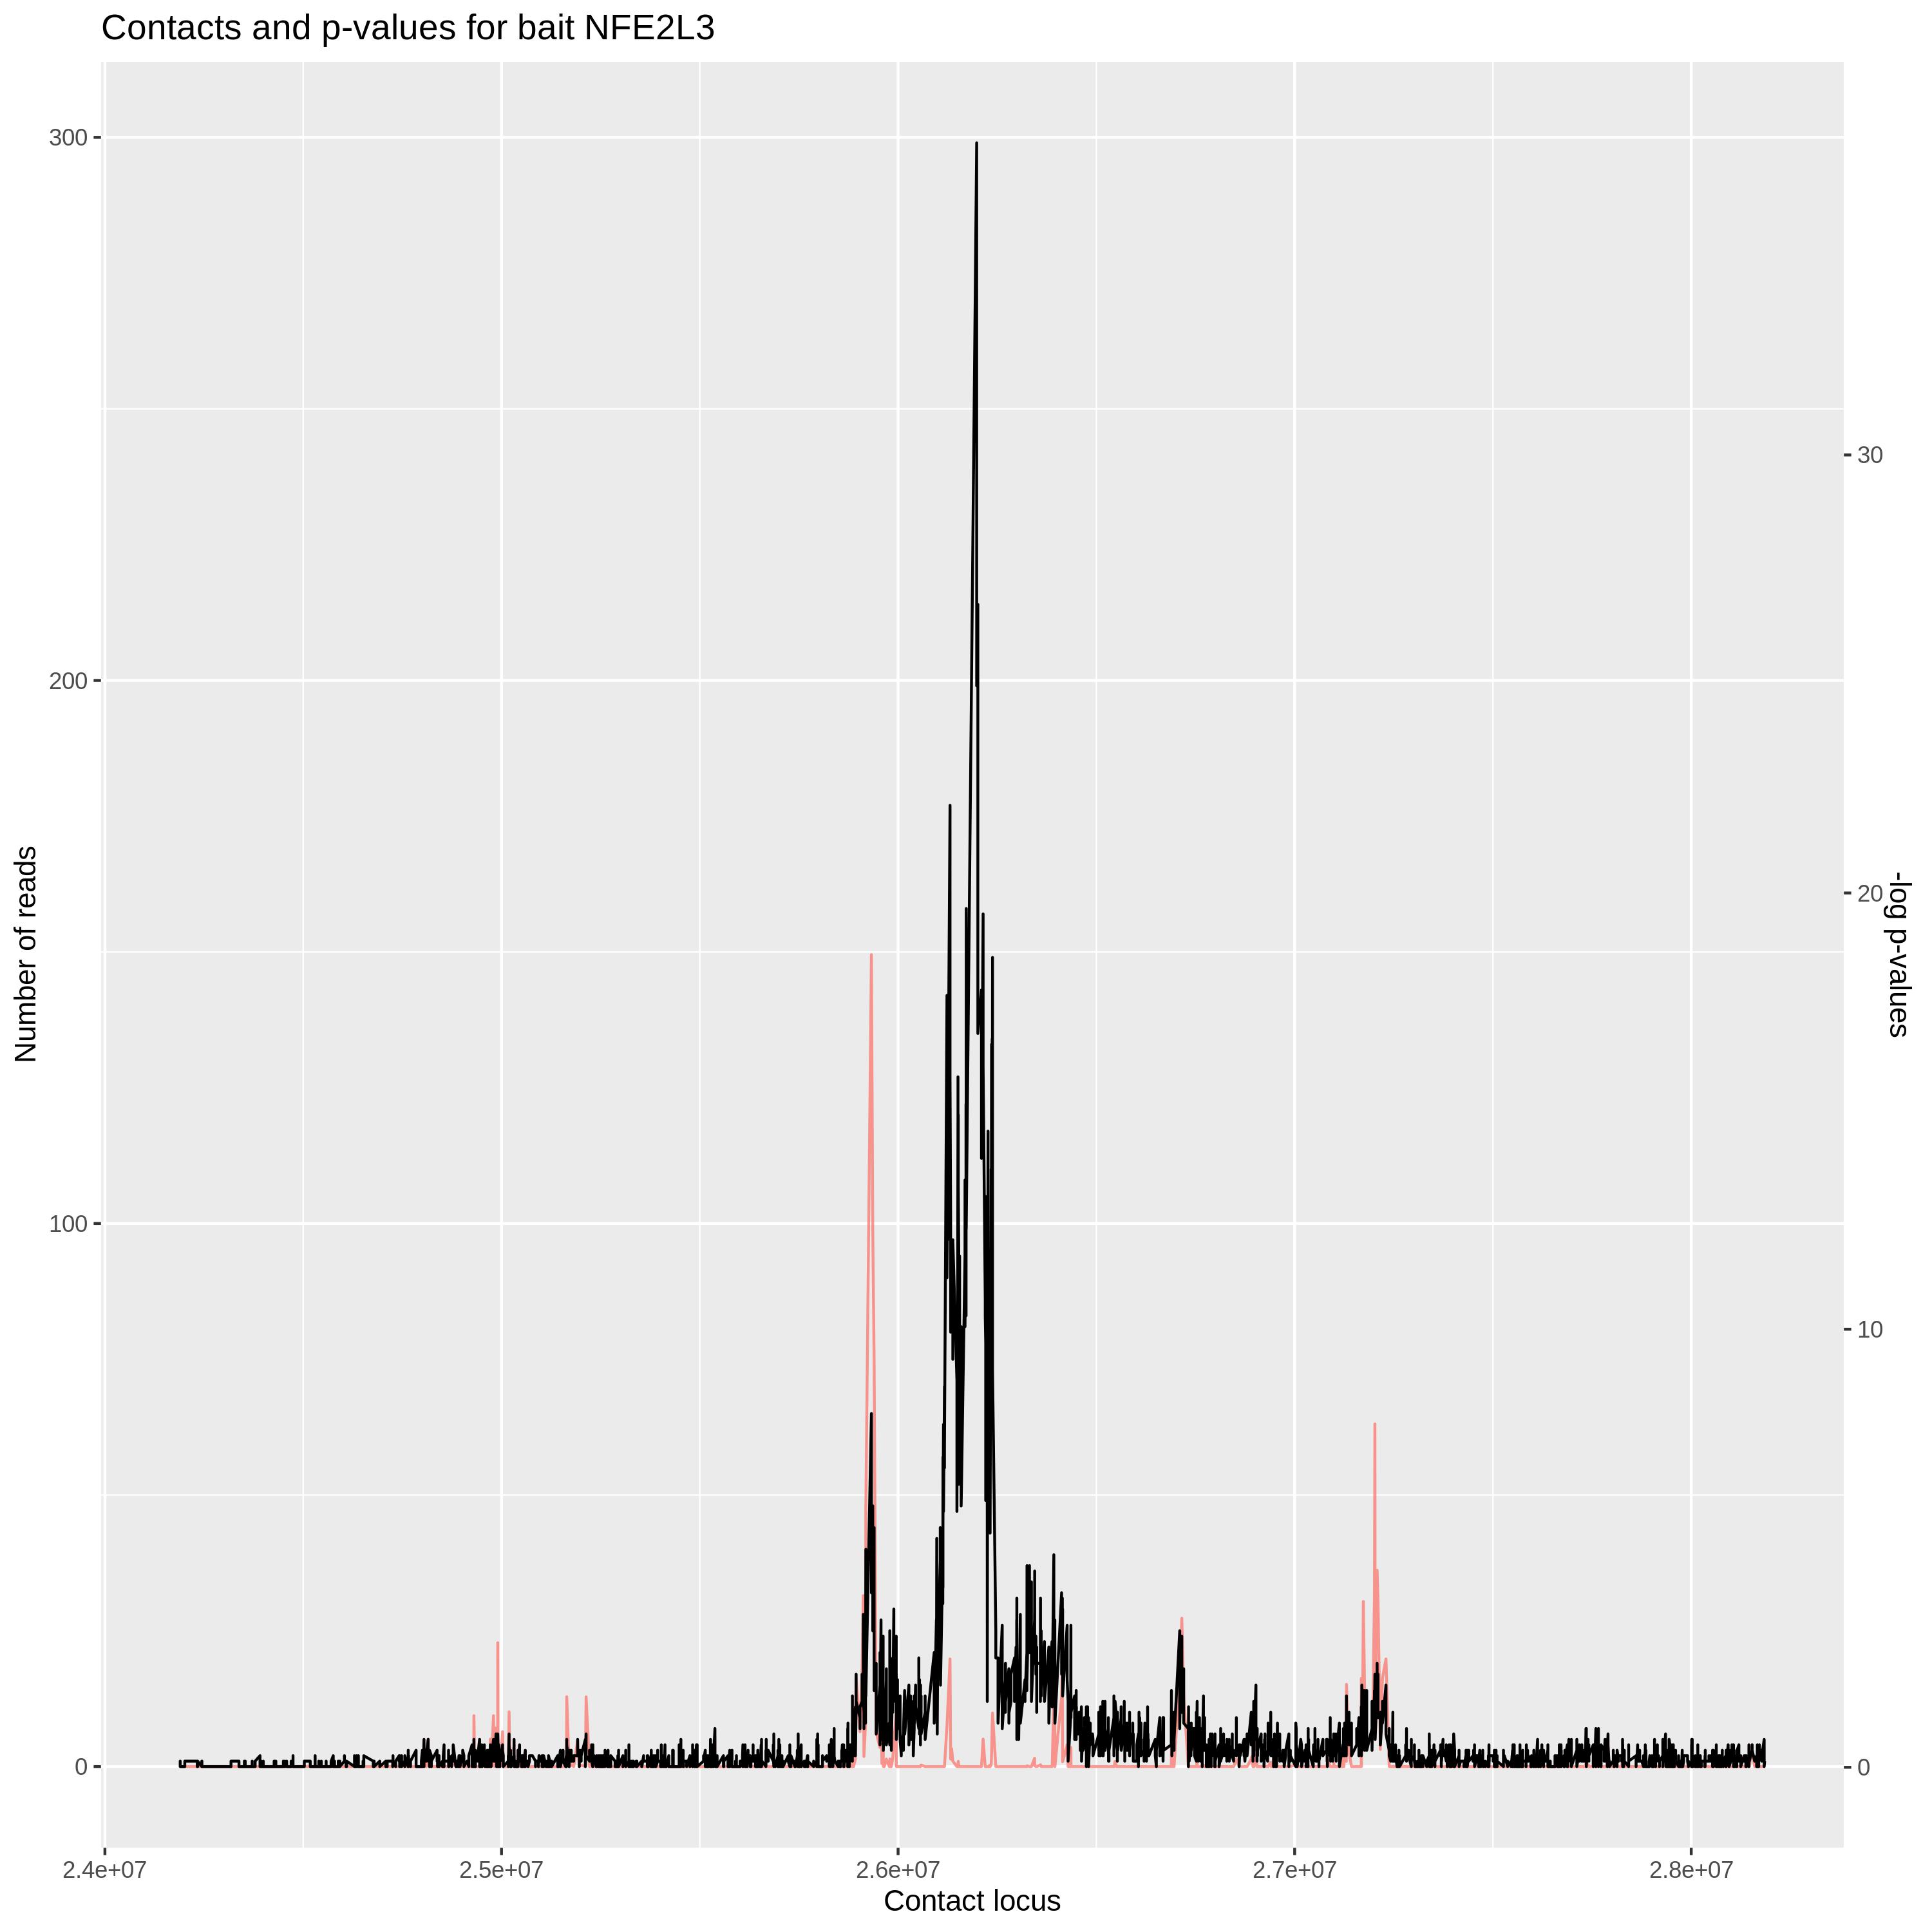 Contacts and p-values for bait NFE2L3
300
200
100
0
Number of reads
30
20
10
0
-log p-values
2.4e+07 2.5e+07 2.6e+07 2.7e+07 2.8e+07
Contact locus